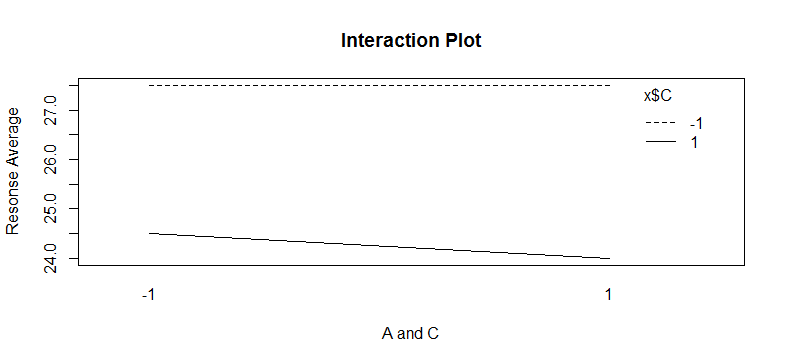 Interaction Plot
Resonse Average
27.0
26.0
25.0
24.0
x$C
-1
1
-1 1
A and C